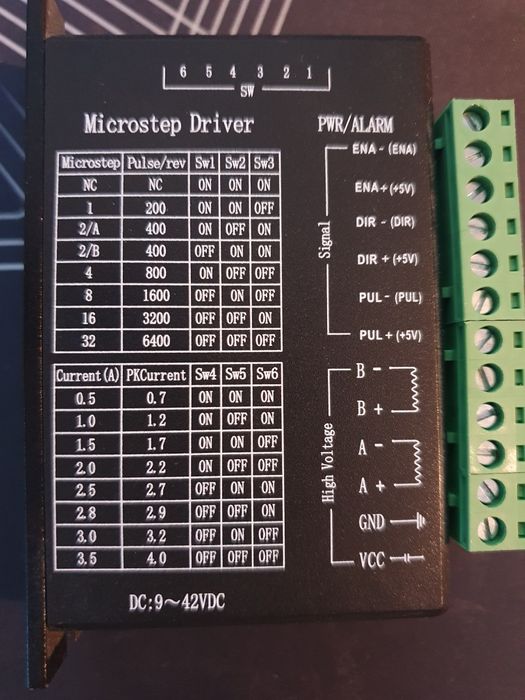 6 5 4 3 2 1
SW
Microstep Driver
Microstep Pulse/rev Sw1 Sw2 Sw3
NC NC ON ON ON
1 200 ON ON OFF
2/A 400 ON OFF ON
2/B 400 OFF ON ON
4 800 ON OFF OFF
8 1600 OFF ON OFF
16 3200 OFF OFF ON
32 6400 OFF OFF OFF
Current(A) PKCurrent Sw4 Sw5 Sw6
0.5 0.7 ON ON ON
1.0 1.2 ON OFF ON
1.5 1.7 ON ON OFF
2.0 2.2 ON OFF OFF
2.5 2.7 OFF ON ON
2.8 2.9 OFF OFF ON
3.0 3.2 OFF ON OFF
3.5 4.0 OFF OFF OFF
DC:9~42VDC
PWR/ALARM
Signal
ENA - (ENA)
ENA+(+5V)
DIR - (DIR)
DIR + (+5V)
PUL - (PUL)
PUL + (+5V)
High Voltage
B -
B +
A -
A +
GND
VCC